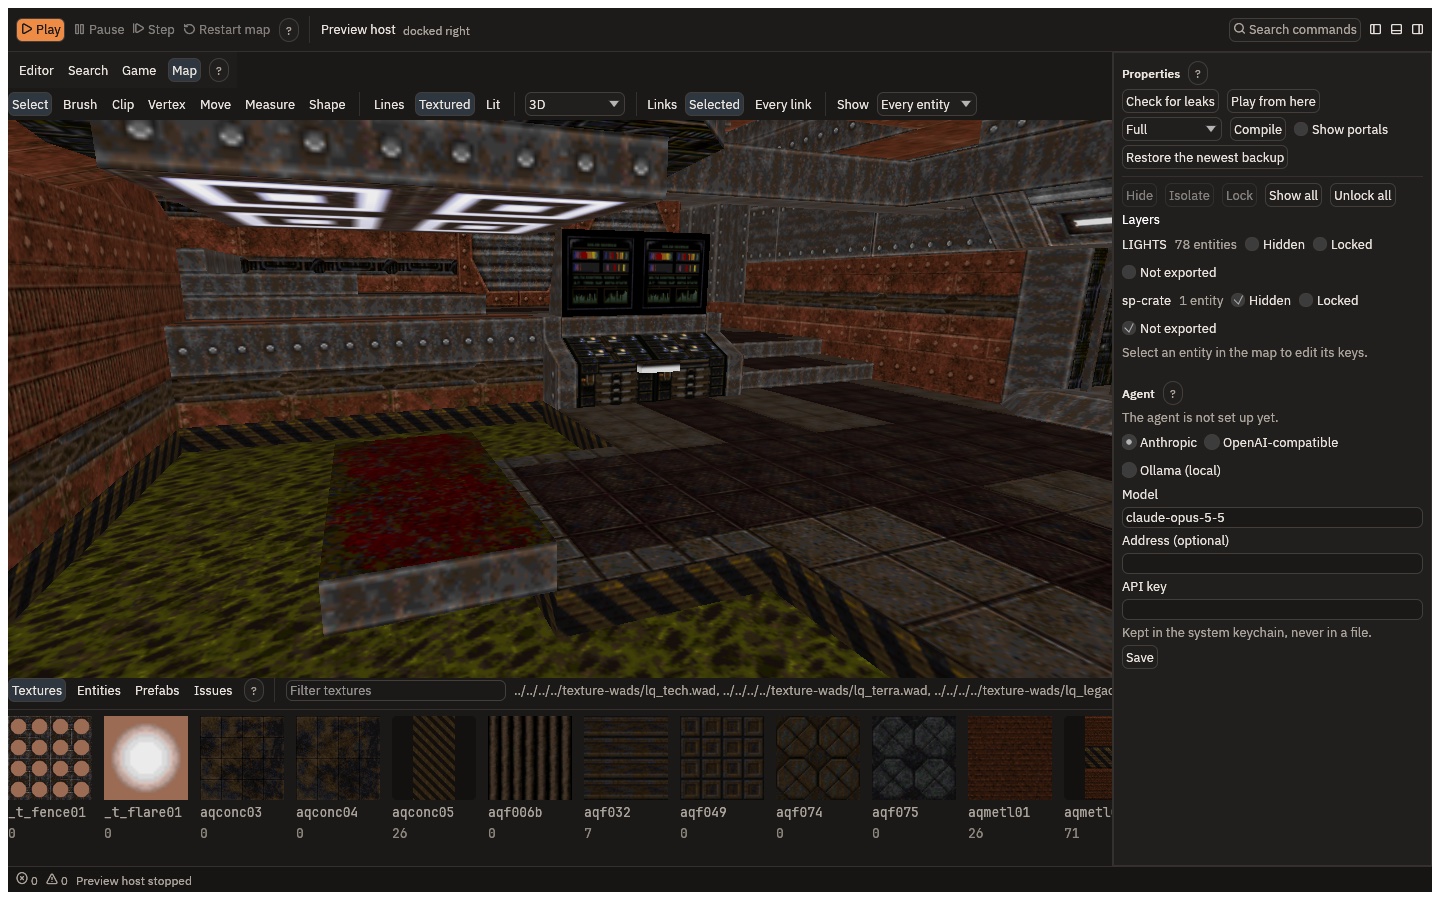 Play Pause Step Restart map ? Preview host docked right Search commands
Editor Search Game Map ?
Select Brush Clip Vertex Move Measure Shape Lines Textured Lit 3D Links Selected Every link Show Every entity
Properties ?
Check for leaks Play from here
Full Compile Show portals
Restore the newest backup
Hide Isolate Lock Show all Unlock all
Layers
LIGHTS 78 entities Hidden Locked
Not exported
sp-crate 1 entity Hidden Locked
Not exported
Select an entity in the map to edit its keys.
Agent ?
The agent is not set up yet.
Anthropic OpenAI-compatible
Ollama (local)
Model
claude-opus-5-5
Address (optional)
API key
Kept in the system keychain, never in a file.
Save
Textures Entities Prefabs Issues ? Filter textures ../../../../texture-wads/lq_tech.wad, ../../../../texture-wads/lq_terra.wad, ../../../../texture-wads/lq_legac
_t_fence01 _t_flare01 aqconc03 aqconc04 aqconc05 aqf006b aqf032 aqf049 aqf074 aqf075 aqmetl01 aqmetl
0 0 0 0 26 0 7 0 0 0 26 71
0 0 Preview host stopped